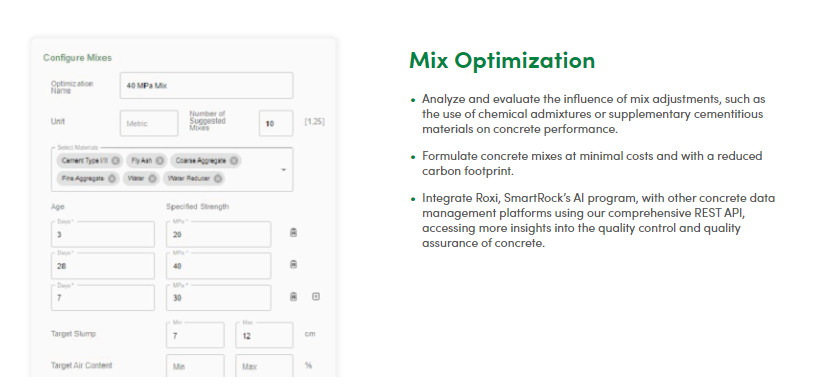 Configure Mixes
Optimization
Name
40 MPa Mix
Unit
Metric
Number of
Suggested
Mixes
10
[1,25]
Select Materials
Cement Type I/II
Fly Ash
Coarse Aggregate
Fine Aggregate
Water
Water Reducer
Age
Specified Strength
Days*
3
MPa*
20
Days*
28
MPa*
40
Days*
7
MPa*
30
Target Slump
Min
7
Max
12
cm
Target Air Content
Min
Max
%
Mix Optimization
• Analyze and evaluate the influence of mix adjustments, such as
the use of chemical admixtures or supplementary cementitious
materials on concrete performance.
• Formulate concrete mixes at minimal costs and with a reduced
carbon footprint.
• Integrate Roxi, SmartRock's AI program, with other concrete data
management platforms using our comprehensive REST API,
accessing more insights into the quality control and quality
assurance of concrete.